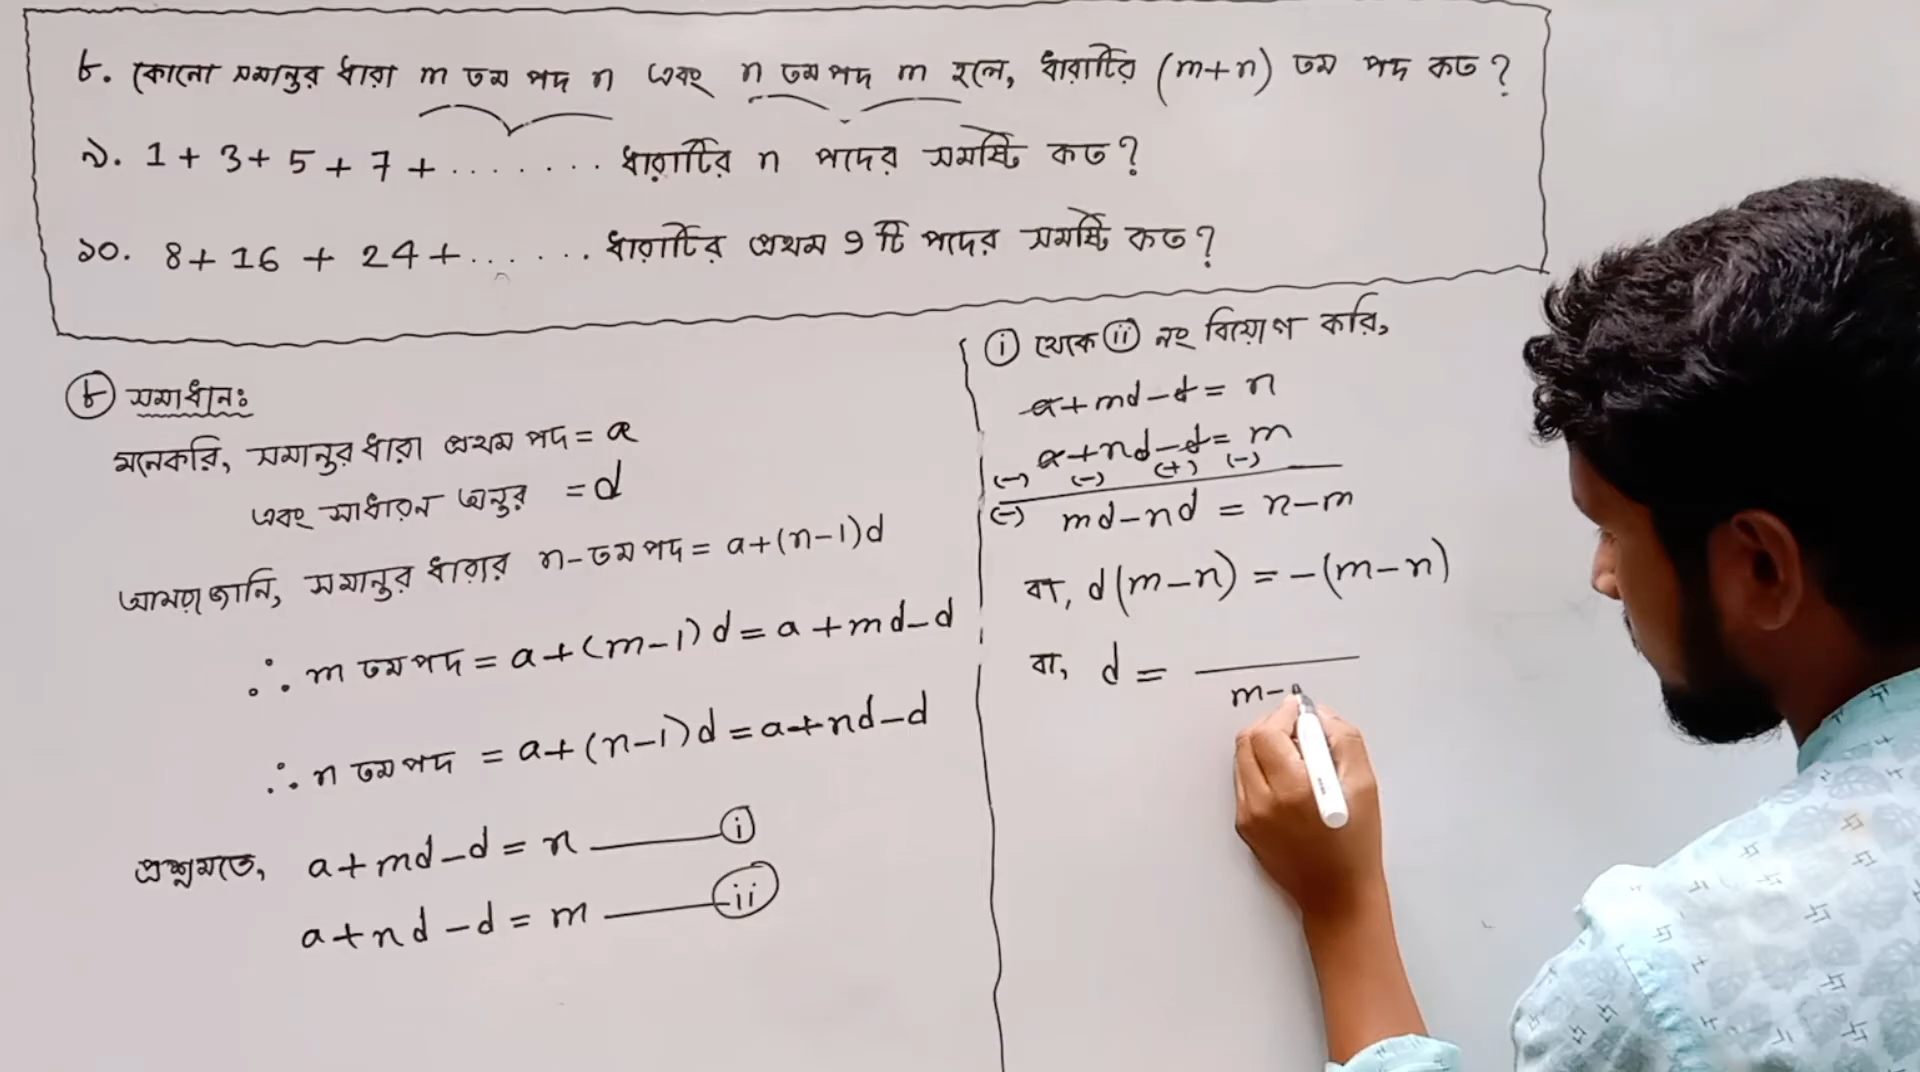 ৮. কোনো সমান্তর ধারা m তম পদ n এবং n তম পদ m হলে, ধারাটির (m+n) তম পদ কত?
৯. 1 + 3 + 5 + 7 + ........ ধারাটির n পদের সমষ্টি কত?
১০. 8 + 16 + 24 + ...... ধারাটির প্রথম 9 টি পদের সমষ্টি কত?
৮ সমাধানঃ
মনেকরি, সমান্তর ধারা প্রথম পদ = a
এবং সাধারন অন্তর = d
আমরা জানি, সমান্তর ধারার n-তম পদ = a+(n-1)d
∴ m তম পদ = a+(m-1)d = a+md-d
∴ n তম পদ = a+(n-1)d = a+nd-d
প্রশ্নমতে, a+md-d = n —— (i)
a+nd-d = m —— (ii)
(i) থেকে (ii) নং বিয়োগ করি,
a+md-d = n
a+nd-d = m
(-) (-) (+) (-)
(-) md-nd = n-m
বা, d(m-n) = -(m-n)
বা, d = ——
m-